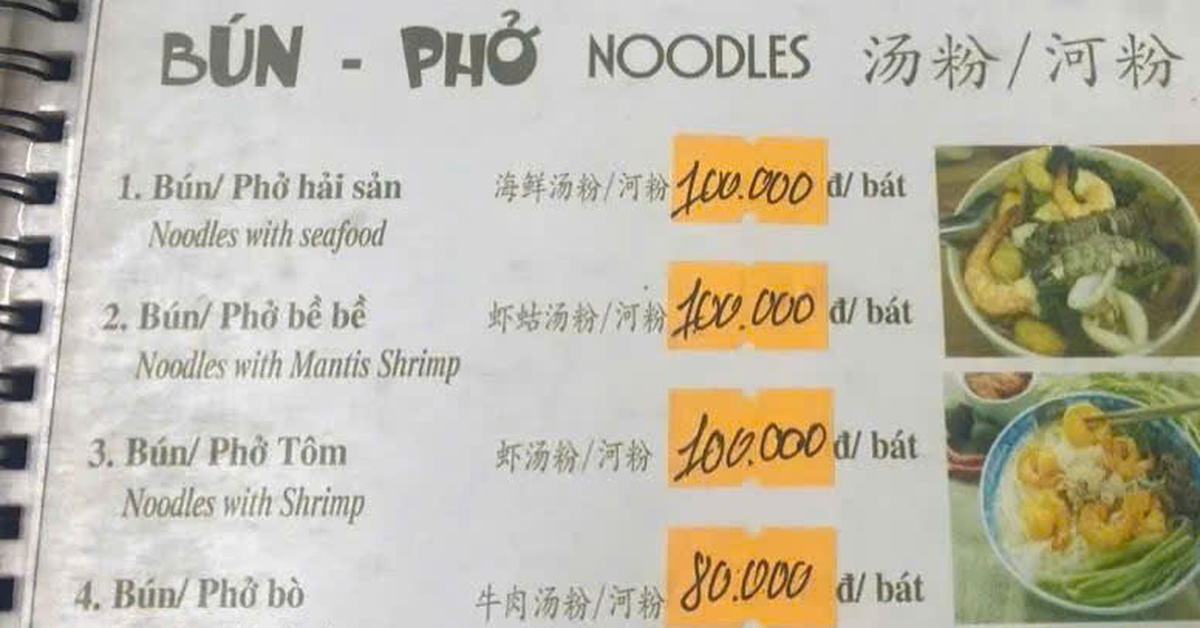 BÚN - PHỞ NOODLES 汤粉/河粉
1. Bún/ Phở hải sản 海鲜汤粉/河粉 100.000 đ/ bát
Noodles with seafood
2. Bún/ Phở bề bề 虾蛄汤粉/河粉 100.000 đ/ bát
Noodles with Mantis Shrimp
3. Bún/ Phở Tôm 虾汤粉/河粉 100.000 đ/ bát
Noodles with Shrimp
4. Bún/ Phở bò 牛肉汤粉/河粉 80.000 đ/ bát